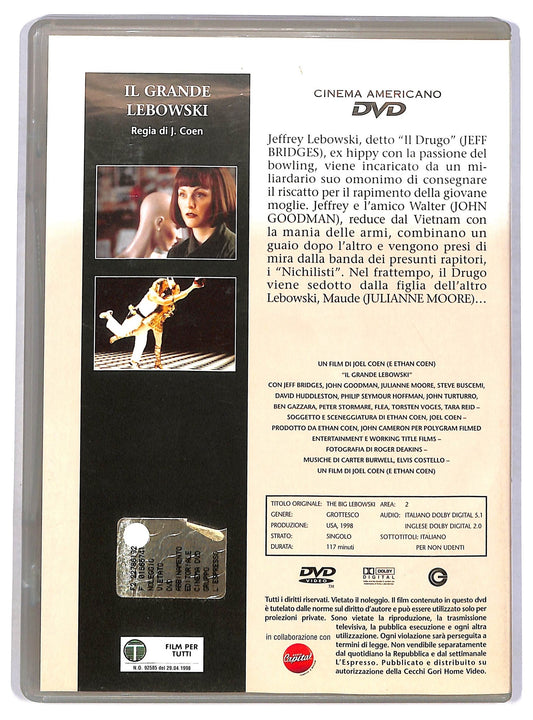 IL GRANDE
LEBOWSKI
Regia di J. Coen
CINEMA AMERICANO
DVD
Jeffrey Lebowski, detto “Il Drugo” (JEFF
BRIDGES), ex hippy con la passione del
bowling, viene incaricato da un mi-
liardario suo omonimo di consegnare
il riscatto per il rapimento della giovane
moglie. Jeffrey e l’amico Walter (JOHN
GOODMAN), reduce dal Vietnam con
la mania delle armi, combinano un
guaio dopo l’altro e vengono presi di
mira dalla banda dei presunti rapitori, i
“Nichilisti”. Nel frattempo, il Drugo
viene sedotto dalla figlia dell’altro
Lebowski, Maude (JULIANNE MOORE)…
UN FILM DI JOEL COEN (E ETHAN COEN)
“IL GRANDE LEBOWSKI”
CON JEFF BRIDGES, JOHN GOODMAN, JULIANNE MOORE, STEVE BUSCEMI,
DAVID HUDDLESTON, PHILIP SEYMOUR HOFFMAN, JOHN TURTURRO,
BEN GAZZARA, PETER STORMARE, FLEA, TORSTEN VOGES, TARA REID –
SOGGETTO E SCENEGGIATURA DI ETHAN COEN, JOEL COEN –
PRODOTTO DA ETHAN COEN, JOHN CAMERON PER POLYGRAM FILMED
ENTERTAINMENT E WORKING TITLE FILMS –
FOTOGRAFIA DI ROGER DEAKINS –
MUSICHE DI CARTER BURWELL, ELVIS COSTELLO –
UN FILM DI JOEL COEN (E ETHAN COEN)
TITOLO ORIGINALE: THE BIG LEBOWSKI AREA: 2
GENERE: GROTTESCO AUDIO: ITALIANO DOLBY DIGITAL 5.1
PRODUZIONE: USA, 1998 INGLESE DOLBY DIGITAL 2.0
STRATO: SINGOLO SOTTOTITOLI: ITALIANO
DURATA: 117 minuti PER NON UDENTI
DVD VIDEO TM DOLBY DIGITAL
Tutti i diritti riservati. Vietato il noleggio. Il film contenuto in questo dvd
è tutelato dalle norme sul diritto d’autore e può essere utilizzato solo per
proiezioni private. Sono vietate la riproduzione, la trasmissione
televisiva, la pubblica esecuzione e ogni altra
utilizzazione. Ogni violazione sarà perseguita a
termini di legge. Non vendibile separatamente
dal quotidiano la Repubblica e dal settimanale
L’Espresso. Pubblicato e distribuito su
autorizzazione della Cecchi Gori Home Video.
in collaborazione con
Capital
NOLEGGIO
VIETATO
DVD
ABBINAMENTO
EDITORIALE
CINEMA DVD
GRUPPO
L'ESPRESSO
T
FILM PER
TUTTI
N.O. 92585 del 29.04.1998